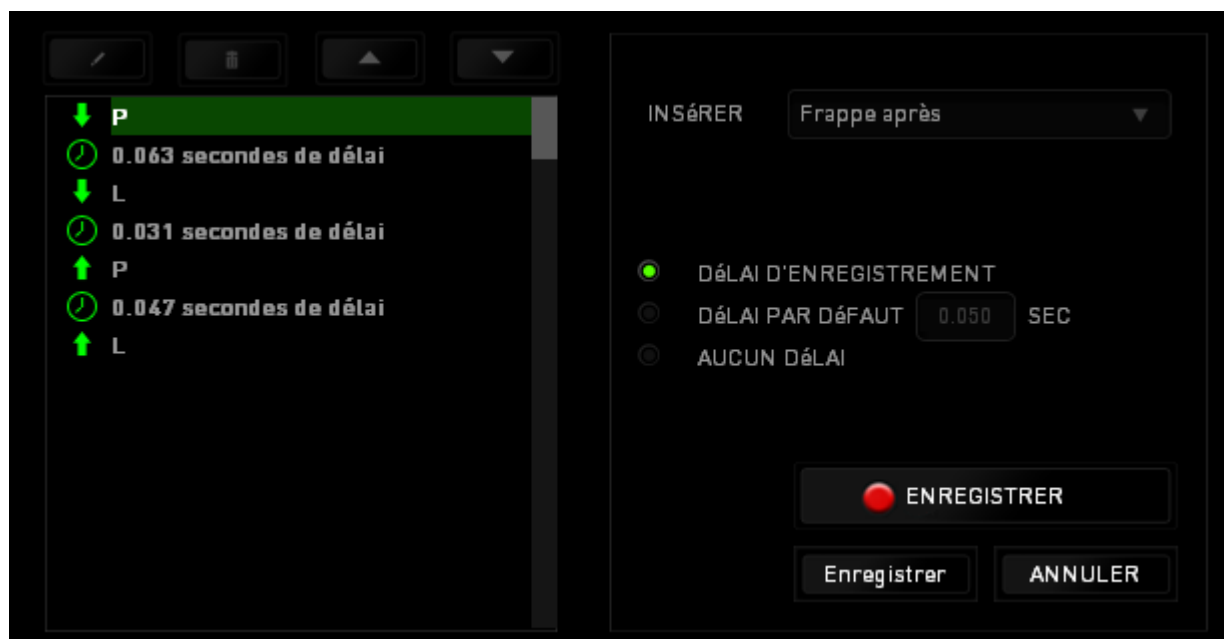 P
0.063 secondes de délai
L
0.031 secondes de délai
P
0.047 secondes de délai
L
INSéRER Frappe après
DéLAI D'ENREGISTREMENT
DéLAI PAR DéFAUT 0.050 SEC
AUCUN DéLAI
ENREGISTRER
Enregistrer ANNULER